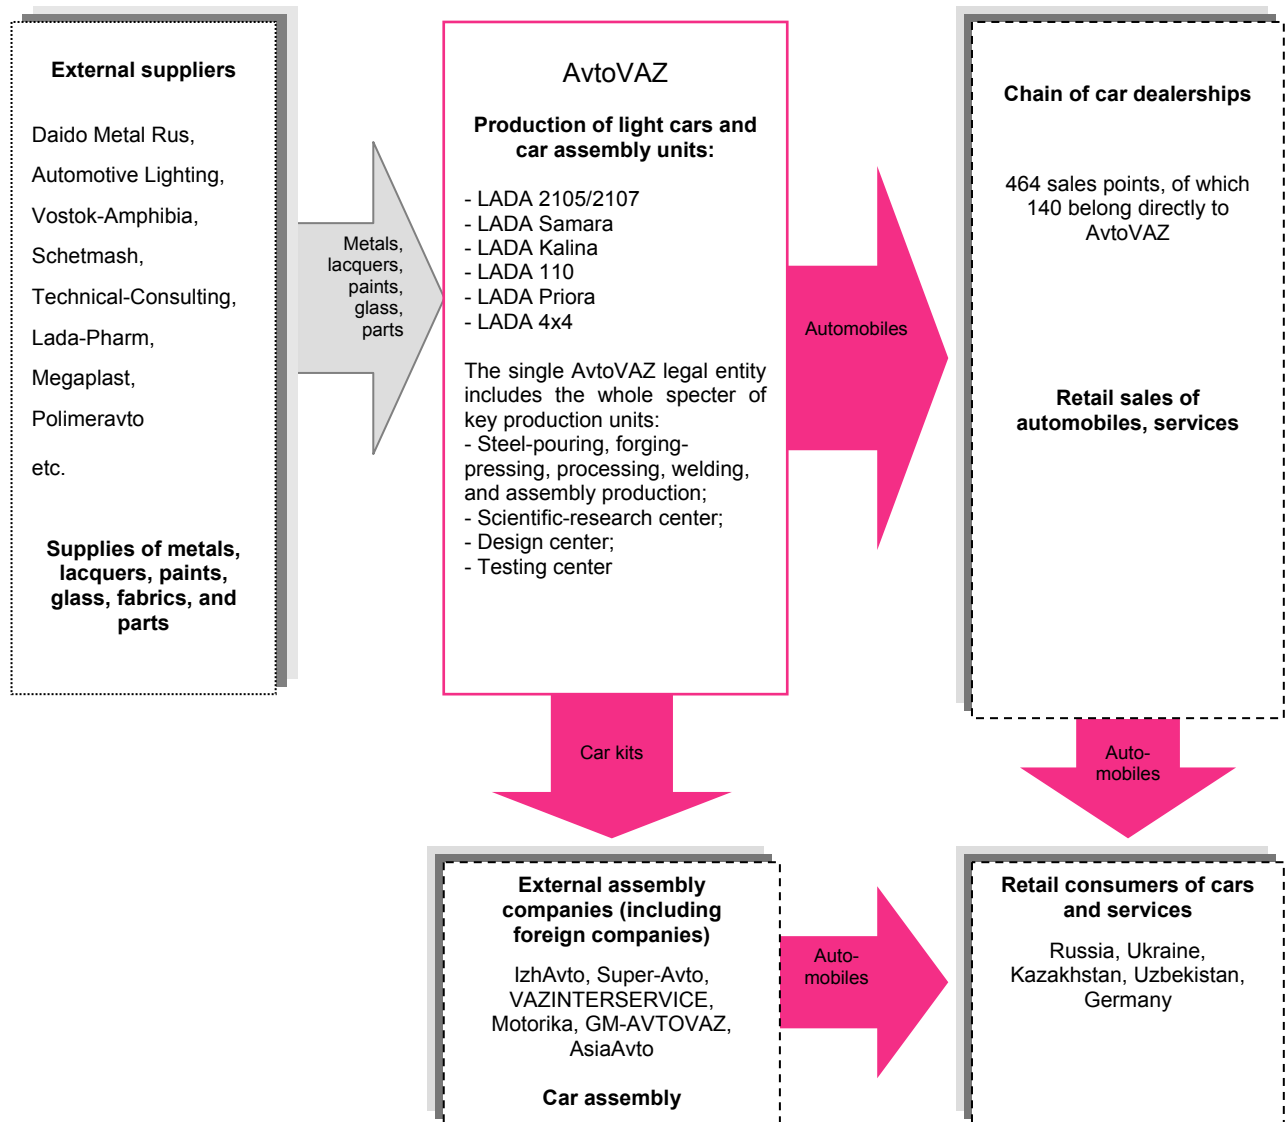 External suppliers
Daido Metal Rus,
Automotive Lighting,
Vostok-Amphibia,
Schetmash,
Technical-Consulting,
Lada-Pharm,
Megaplast,
Polimeravto
etc.
Supplies of metals,
lacquers, paints,
glass, fabrics, and
parts
Metals,
lacquers,
paints,
glass,
parts
AvtoVAZ
Production of light cars and
car assembly units:
- LADA 2105/2107
- LADA Samara
- LADA Kalina
- LADA 110
- LADA Priora
- LADA 4x4
The single AvtoVAZ legal entity
includes the whole specter of
key production units:
- Steel-pouring, forging-
pressing, processing, welding,
and assembly production;
- Scientific-research center;
- Design center;
- Testing center
Automobiles
Chain of car dealerships
464 sales points, of which
140 belong directly to
AvtoVAZ
Retail sales of
automobiles, services
Car kits
Auto-
mobiles
External assembly
companies (including
foreign companies)
IzhAvto, Super-Avto,
VAZINTERSERVICE,
Motorika, GM-AVTOVAZ,
AsiaAvto
Car assembly
Auto-
mobiles
Retail consumers of cars
and services
Russia, Ukraine,
Kazakhstan, Uzbekistan,
Germany